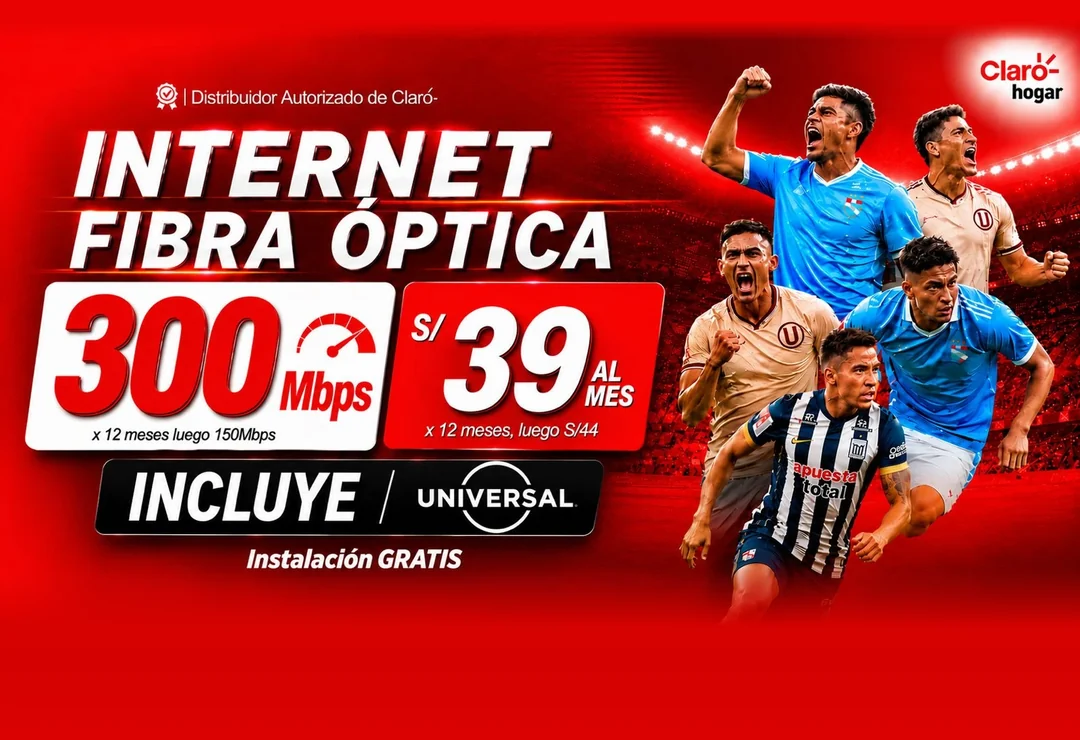 Distribuidor Autorizado de Claro-
Claro-
hogar
INTERNET
FIBRA ÓPTICA
300
Mbps
x 12 meses luego 150Mbps
S/ 39
AL
MES
x 12 meses, luego S/44
INCLUYE | UNIVERSAL
Instalación GRATIS
U
U
apuesta
total